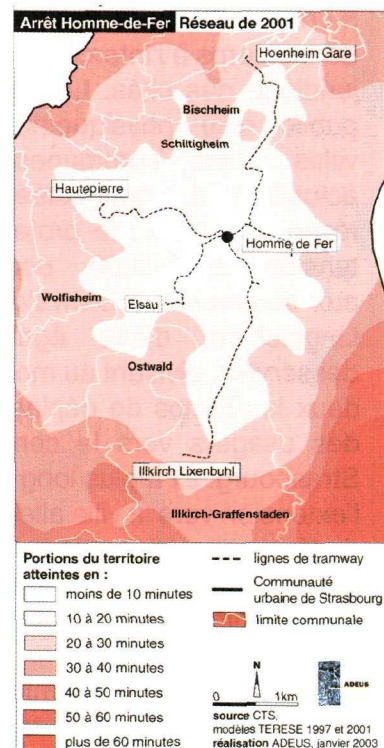 Arrêt Homme-de-Fer Réseau de 2001
Hoenheim Gare
Bischheim
Schiltigheim
Hautepierre
Homme de Fer
Wolfisheim
Elsau
Ostwald
Illkirch Lixenbuhl
Illkirch-Graffenstaden
Portions du territoire
atteintes en :
moins de 10 minutes
10 à 20 minutes
20 à 30 minutes
30 à 40 minutes
40 à 50 minutes
50 à 60 minutes
plus de 60 minutes
lignes de tramway
Communauté
urbaine de Strasbourg
limite communale
N
0 1km
ADEUS
source CTS,
modèles TERESE 1997 et 2001
réalisation ADEUS, janvier 2003